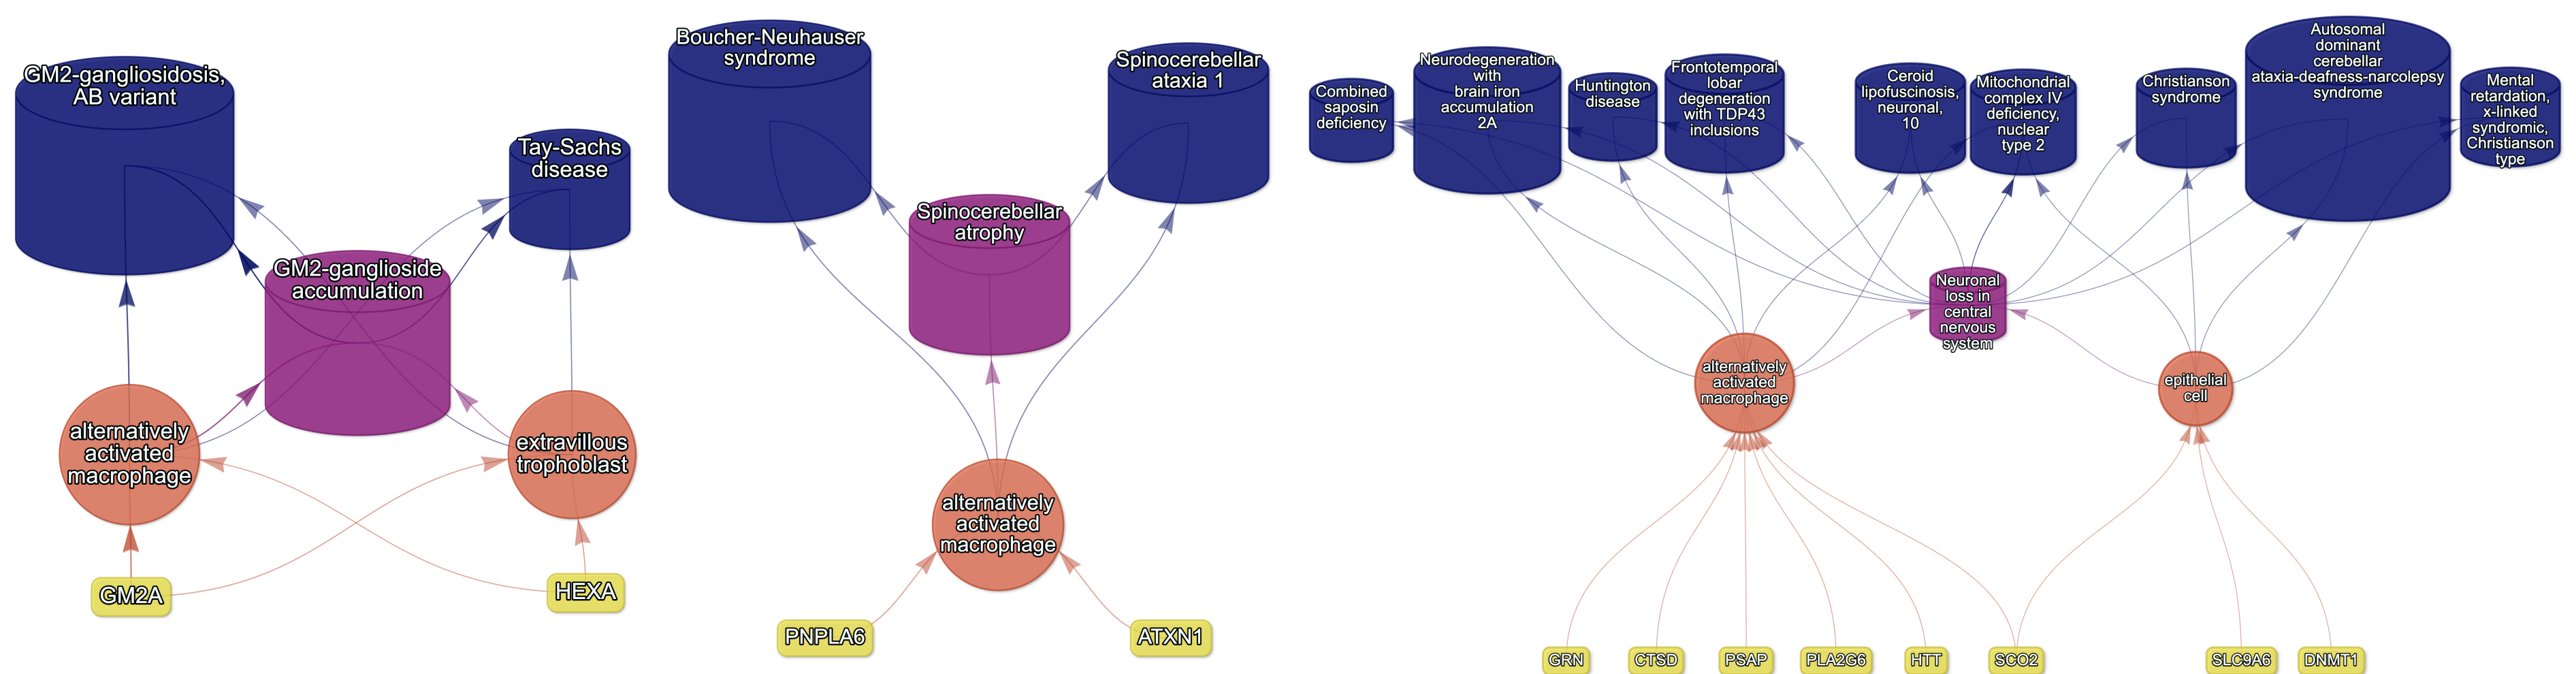 GM2-gangliosidosis,
AB variant
Tay-Sachs
disease
GM2-ganglioside
accumulation
alternatively
activated
macrophage
extravillous
trophoblast
GM2A
HEXA
Boucher-Neuhauser
syndrome
Spinocerebellar
ataxia 1
Spinocerebellar
atrophy
alternatively
activated
macrophage
PNPLA6
ATXN1
Combined
saposin
deficiency
Neurodegeneration
with
brain iron
accumulation
2A
Huntington
disease
Frontotemporal
lobar
degeneration
with TDP43
inclusions
Ceroid
lipofuscinosis,
neuronal,
10
Mitochondrial
complex IV
deficiency,
nuclear
type 2
Christianson
syndrome
Autosomal
dominant
cerebellar
ataxia-deafness-narcolepsy
syndrome
Mental
retardation,
x-linked
syndromic,
Christianson
type
Neuronal
loss in
central
nervous
system
alternatively
activated
macrophage
epithelial
cell
GRN
CTSD
PSAP
PLA2G6
HTT
SCO2
SLC9A6
DNMT1